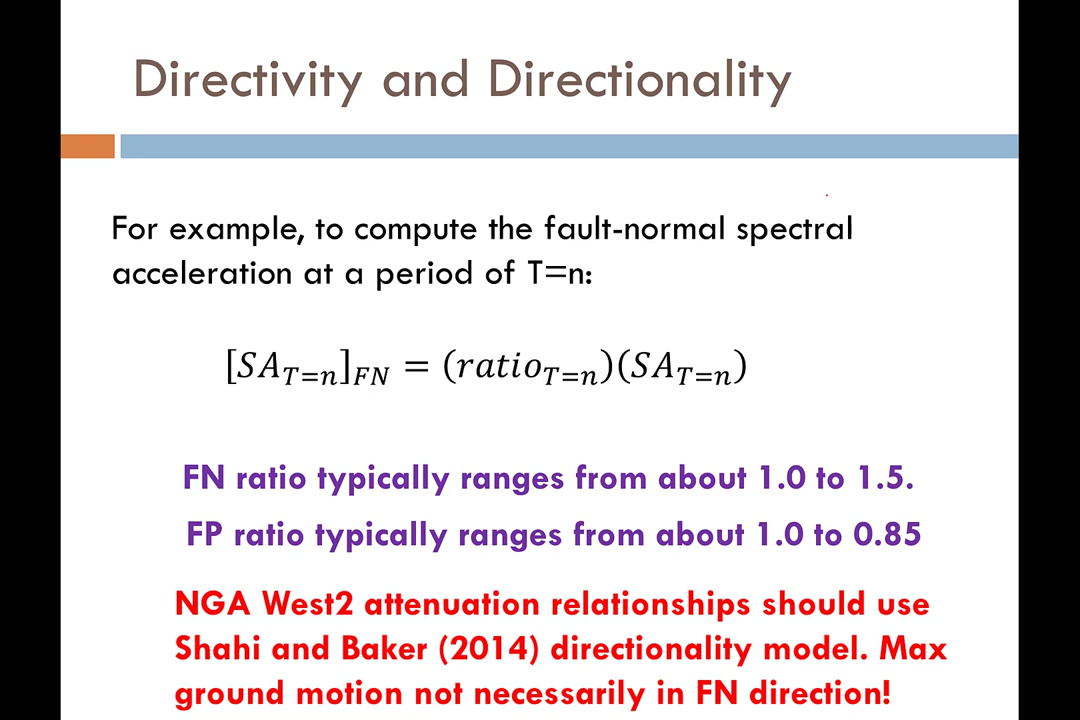 Directivity and Directionality
For example, to compute the fault-normal spectral
acceleration at a period of T=n:
[SA_{T=n}]_{FN} = (ratio_{T=n})(SA_{T=n})
FN ratio typically ranges from about 1.0 to 1.5.
FP ratio typically ranges from about 1.0 to 0.85
NGA West2 attenuation relationships should use
Shahi and Baker (2014) directionality model. Max
ground motion not necessarily in FN direction!